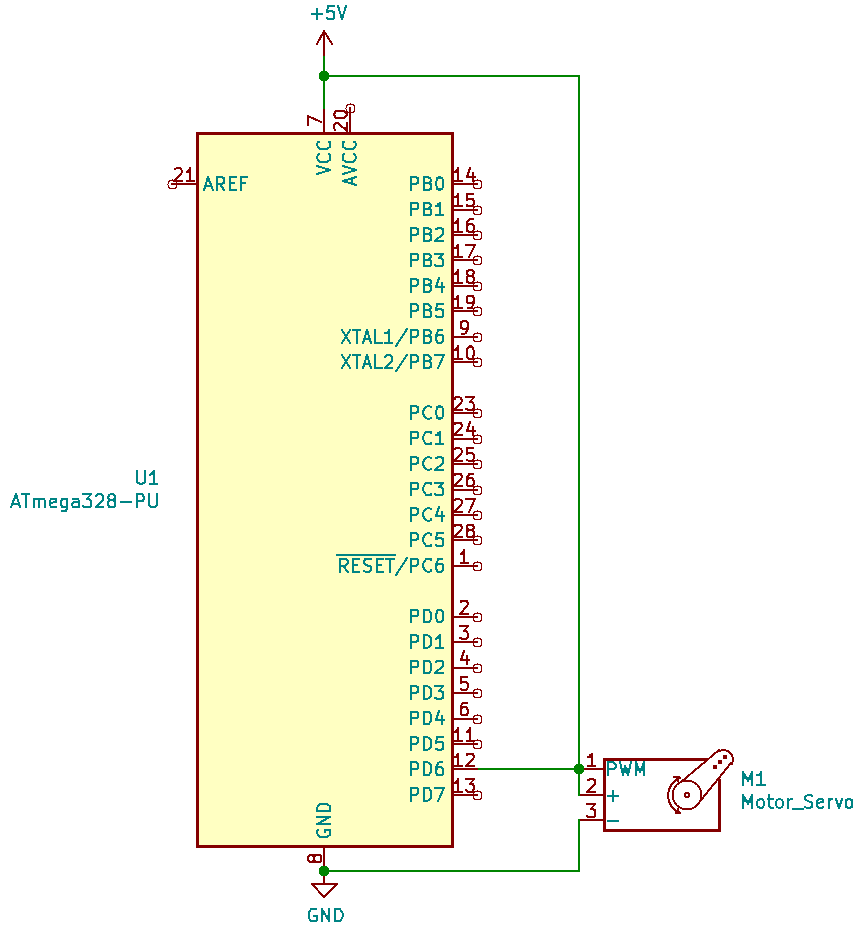 +5V
7
20
VCC
AVCC
21
AREF
PB0
14
PB1
15
PB2
16
PB3
17
PB4
18
PB5
19
XTAL1/PB6
9
XTAL2/PB7
10
PC0
23
PC1
24
PC2
25
PC3
26
PC4
27
PC5
28
RESET/PC6
1
U1
ATmega328-PU
PD0
2
PD1
3
PD2
4
PD3
5
PD4
6
PD5
11
PD6
12
PD7
13
1
PWM
2
+
3
-
M1
Motor_Servo
GND
8
GND